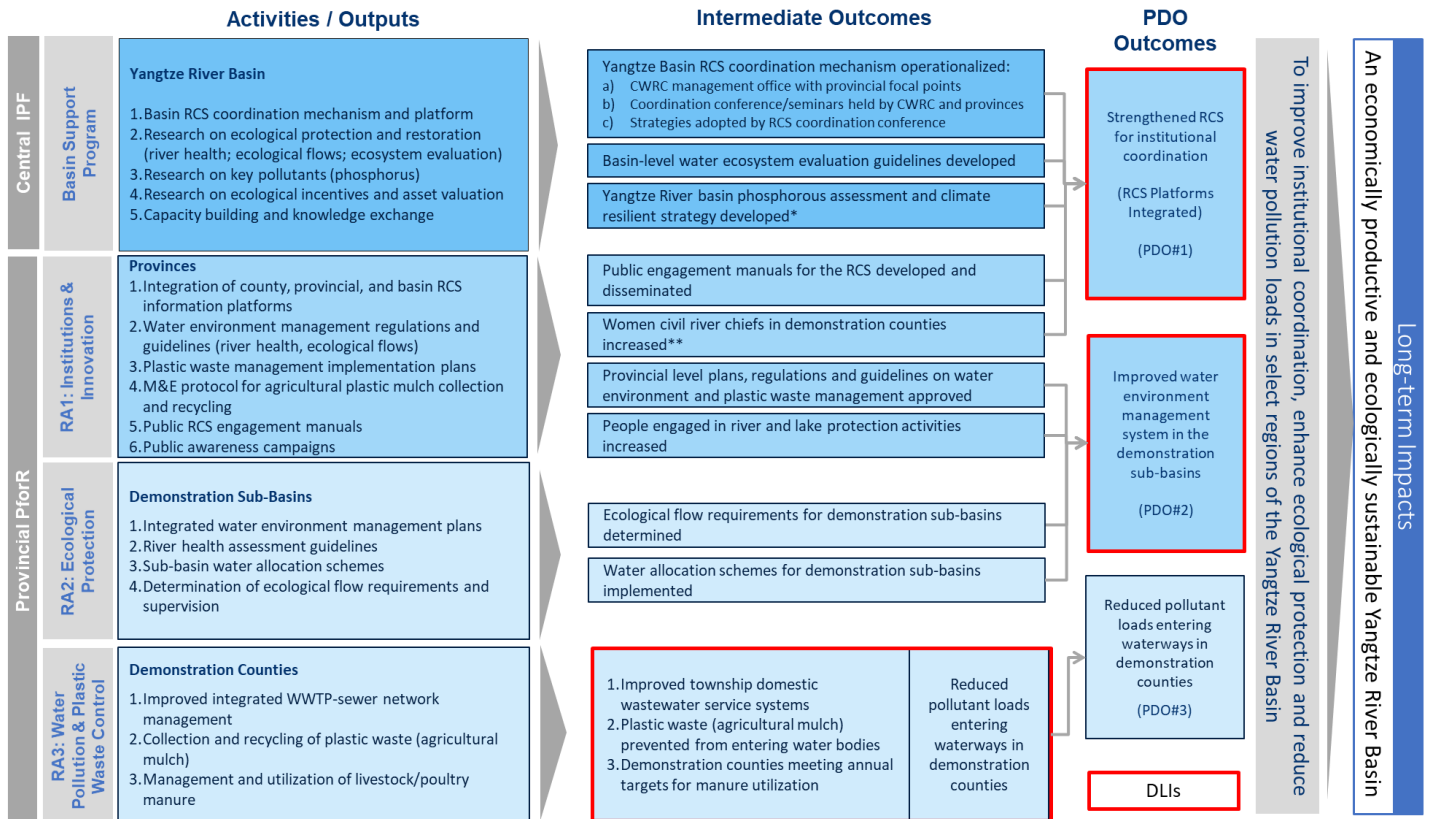 Activities / Outputs
Intermediate Outcomes
PDO
Outcomes
Central IPF
Basin Support
Program
Yangtze River Basin
1.Basin RCS coordination mechanism and platform
2.Research on ecological protection and restoration
(river health; ecological flows; ecosystem evaluation)
3.Research on key pollutants (phosphorus)
4.Research on ecological incentives and asset valuation
5.Capacity building and knowledge exchange
Yangtze Basin RCS coordination mechanism operationalized:
a) CWRC management office with provincial focal points
b) Coordination conference/seminars held by CWRC and provinces
c) Strategies adopted by RCS coordination conference
Basin-level water ecosystem evaluation guidelines developed
Yangtze River basin phosphorous assessment and climate
resilient strategy developed*
Strengthened RCS
for institutional
coordination
(RCS Platforms
Integrated)
(PDO#1)
Provincial PforR
RA1: Institutions &
Innovation
Provinces
1.Integration of county, provincial, and basin RCS
information platforms
2.Water environment management regulations and
guidelines (river health, ecological flows)
3.Plastic waste management implementation plans
4.M&E protocol for agricultural plastic mulch collection
and recycling
5.Public RCS engagement manuals
6.Public awareness campaigns
Public engagement manuals for the RCS developed and
disseminated
Women civil river chiefs in demonstration counties
increased**
Provincial level plans, regulations and guidelines on water
environment and plastic waste management approved
People engaged in river and lake protection activities
increased
Improved water
environment
management
system in the
demonstration
sub-basins
(PDO#2)
RA2: Ecological
Protection
Demonstration Sub-Basins
1.Integrated water environment management plans
2.River health assessment guidelines
3.Sub-basin water allocation schemes
4.Determination of ecological flow requirements and
supervision
Ecological flow requirements for demonstration sub-basins
determined
Water allocation schemes for demonstration sub-basins
implemented
RA3: Water
Pollution & Plastic
Waste Control
Demonstration Counties
1.Improved integrated WWTP-sewer network
management
2.Collection and recycling of plastic waste (agricultural
mulch)
3.Management and utilization of livestock/poultry
manure
1.Improved township domestic
wastewater service systems
2.Plastic waste (agricultural mulch)
prevented from entering water bodies
3.Demonstration counties meeting annual
targets for manure utilization
Reduced
pollutant loads
entering
waterways in
demonstration
counties
Reduced pollutant
loads entering
waterways in
demonstration
counties
(PDO#3)
DLIs
To improve institutional coordination, enhance ecological protection and reduce
water pollution loads in select regions of the Yangtze River Basin
An economically productive and ecologically sustainable Yangtze River Basin
Long-term Impacts